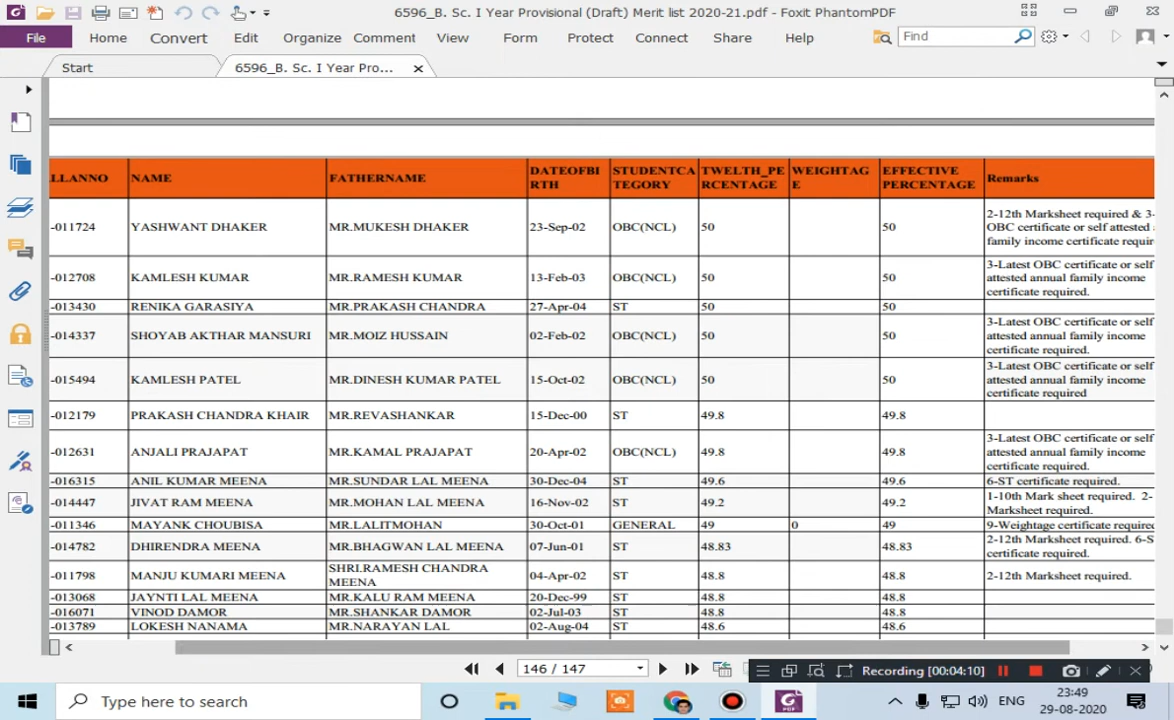 6596_B. Sc. I Year Provisional (Draft) Merit list 2020-21.pdf - Foxit PhantomPDF
File Home Convert Edit Organize Comment View Form Protect Connect Share Help Find
Start 6596_B. Sc. I Year Pro...
LLANNO NAME FATHERNAME DATEOFBI RTH STUDENTCA TEGORY TWELTH_PE RCENTAGE WEIGHTAG E EFFECTIVE PERCENTAGE Remarks
-011724 YASHWANT DHAKER MR.MUKESH DHAKER 23-Sep-02 OBC(NCL) 50 50 2-12th Marksheet required & 3- OBC certificate or self attested family income certificate requir
-012708 KAMLESH KUMAR MR.RAMESH KUMAR 13-Feb-03 OBC(NCL) 50 50 3-Latest OBC certificate or self attested annual family income certificate required.
-013430 RENIKA GARASIYA MR.PRAKASH CHANDRA 27-Apr-04 ST 50 50
-014337 SHOYAB AKTHAR MANSURI MR.MOIZ HUSSAIN 02-Feb-02 OBC(NCL) 50 50 3-Latest OBC certificate or self attested annual family income certificate required.
-015494 KAMLESH PATEL MR.DINESH KUMAR PATEL 15-Oct-02 OBC(NCL) 50 50 3-Latest OBC certificate or self attested annual family income certificate required
-012179 PRAKASH CHANDRA KHAIR MR.REVASHANKAR 15-Dec-00 ST 49.8 49.8
-012631 ANJALI PRAJAPAT MR.KAMAL PRAJAPAT 20-Apr-02 OBC(NCL) 49.8 49.8 3-Latest OBC certificate or self attested annual family income certificate required.
-016315 ANIL KUMAR MEENA MR.SUNDAR LAL MEENA 30-Dec-04 ST 49.6 49.6 6-ST certificate required.
-014447 JIVAT RAM MEENA MR.MOHAN LAL MEENA 16-Nov-02 ST 49.2 49.2 1-10th Mark sheet required. 2- Marksheet required.
-011346 MAYANK CHOUBISA MR.LALITMOHAN 30-Oct-01 GENERAL 49 0 49 9-Weightage certificate require
-014782 DHIRENDRA MEENA MR.BHAGWAN LAL MEENA 07-Jun-01 ST 48.83 48.83 2-12th Marksheet required. 6-S certificate required.
-011798 MANJU KUMARI MEENA SHRI.RAMESH CHANDRA MEENA 04-Apr-02 ST 48.8 48.8 2-12th Marksheet required.
-013068 JAYNTI LAL MEENA MR.KALU RAM MEENA 20-Dec-99 ST 48.8 48.8
-016071 VINOD DAMOR MR.SHANKAR DAMOR 02-Jul-03 ST 48.8 48.8
-013789 LOKESH NANAMA MR.NARAYAN LAL 02-Aug-04 ST 48.6 48.6
146 / 147 Recording [00:04:10]
Type here to search ENG 23:49
29-08-2020